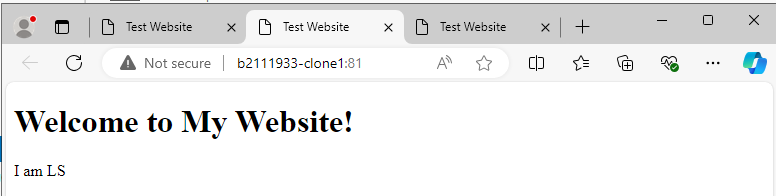 Test Website
Test Website
Test Website
Not secure
b2111933-clone1:81
Welcome to My Website!
I am LS